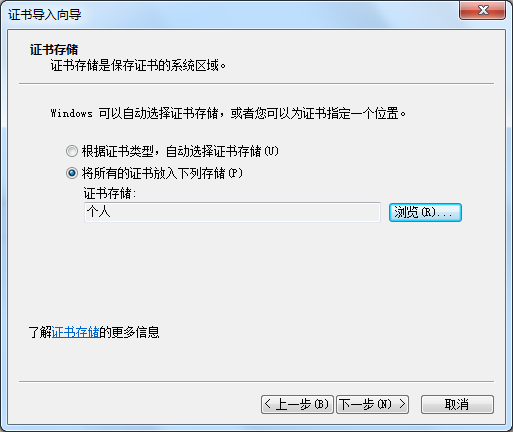 证书导入向导
证书存储
证书存储是保存证书的系统区域。
Windows 可以自动选择证书存储，或者您可以为证书指定一个位置。
根据证书类型，自动选择证书存储(U)
将所有的证书放入下列存储(P)
证书存储:
个人 浏览(R)...
了解证书存储的更多信息
< 上一步(B) 下一步(N) > 取消